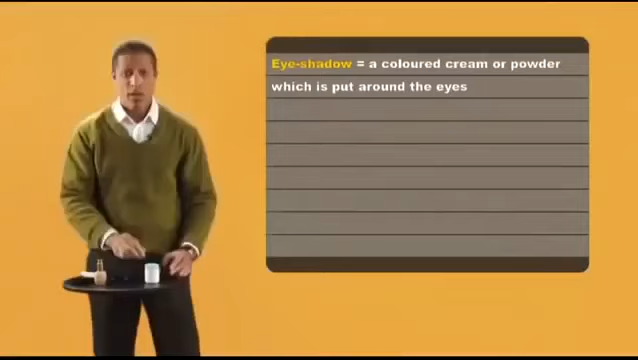 Eye-shadow = a coloured cream or powder
which is put around the eyes